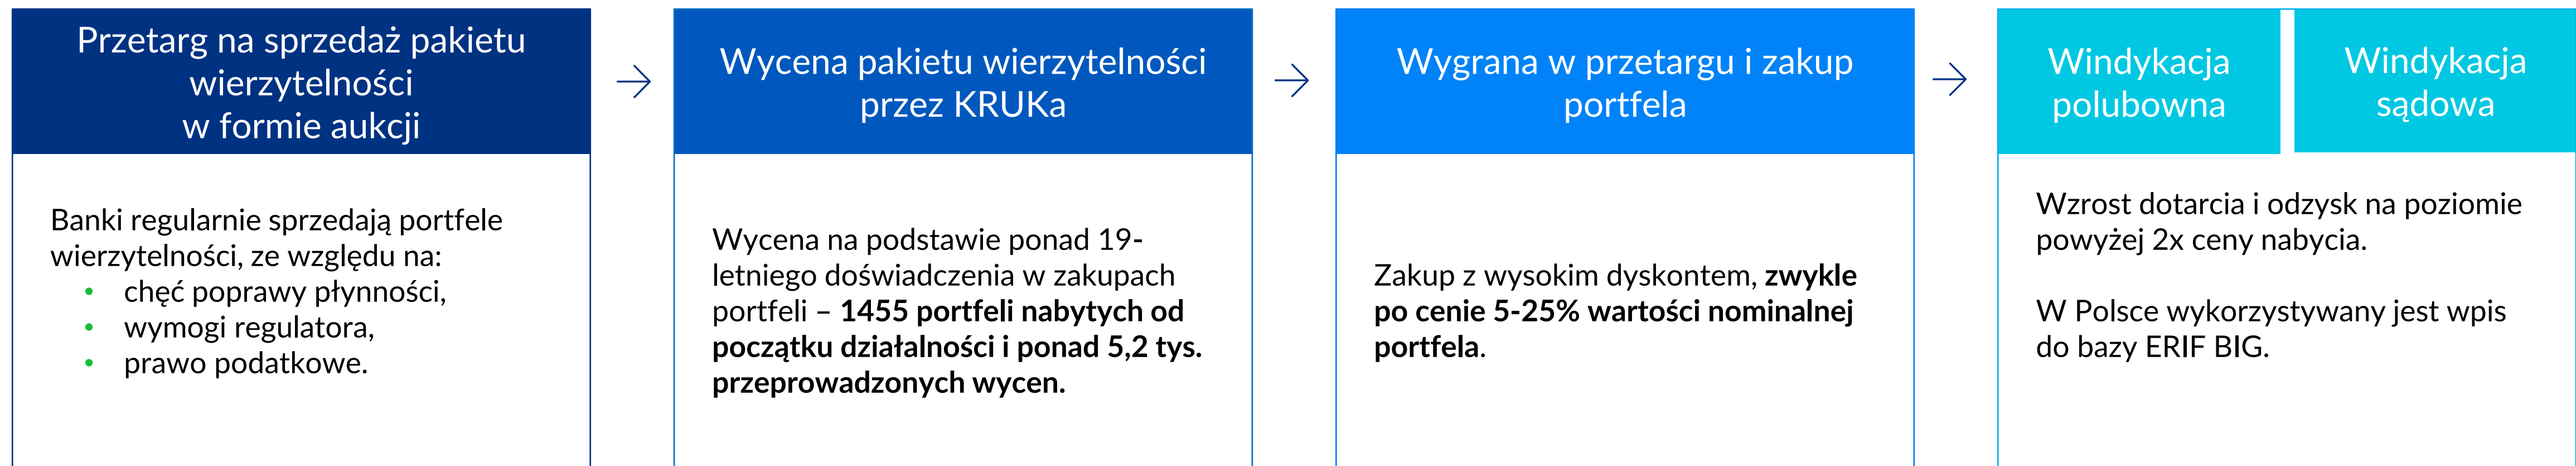 Przetarg na sprzedaż pakietu
wierzytelności
w formie aukcji
Banki regularnie sprzedają portfele
wierzytelności, ze względu na:
• chęć poprawy płynności,
• wymogi regulatora,
• prawo podatkowe.
Wycena pakietu wierzytelności
przez KRUKa
Wycena na podstawie ponad 19-
letniego doświadczenia w zakupach
portfeli – 1455 portfeli nabytych od
początku działalności i ponad 5,2 tys.
przeprowadzonych wycen.
Wygrana w przetargu i zakup
portfela
Zakup z wysokim dyskontem, zwykle
po cenie 5-25% wartości nominalnej
portfela.
Windykacja
polubowna
Windykacja
sądowa
Wzrost dotarcia i odzysk na poziomie
powyżej 2x ceny nabycia.
W Polsce wykorzystywany jest wpis
do bazy ERIF BIG.